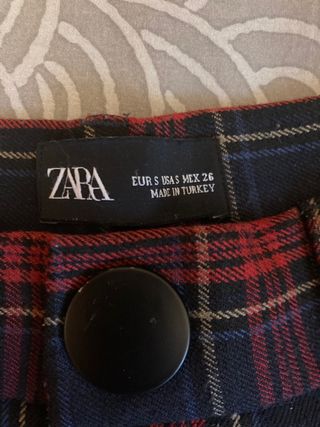 ZARA
EUR S USA S MEX 26
MADE IN TURKEY